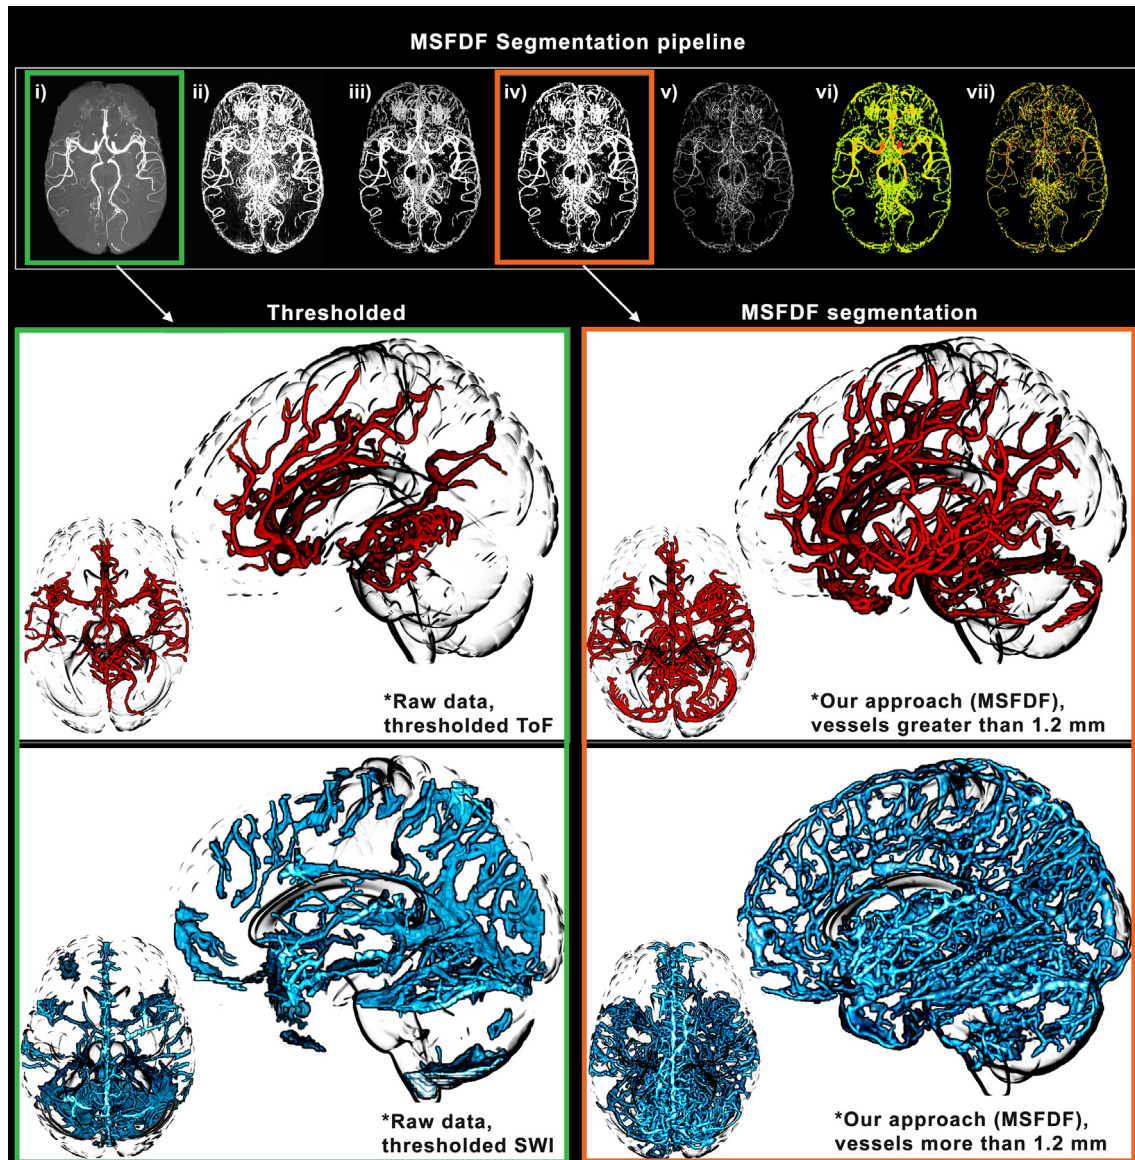 MSFDF Segmentation pipeline
i) ii) iii) iv) v) vi) vii)
Thresholded
MSFDF segmentation
*Raw data,
thresholded ToF
*Our approach (MSFDF),
vessels greater than 1.2 mm
*Raw data,
thresholded SWI
*Our approach (MSFDF),
vessels more than 1.2 mm